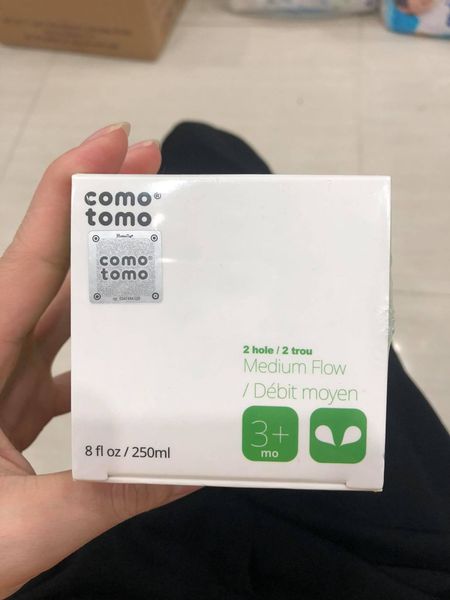 como®
tomo
como®
tomo
2 hole / 2 trou
Medium Flow
/ Débit moyen
3+
mo
8 fl oz / 250ml